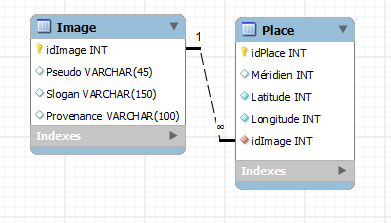 Image
idImage INT
Pseudo VARCHAR(45)
Slogan VARCHAR(150)
Provenance VARCHAR(100)
Indexes
1
∞
Place
idPlace INT
Méridien INT
Latitude INT
Longitude INT
idImage INT
Indexes